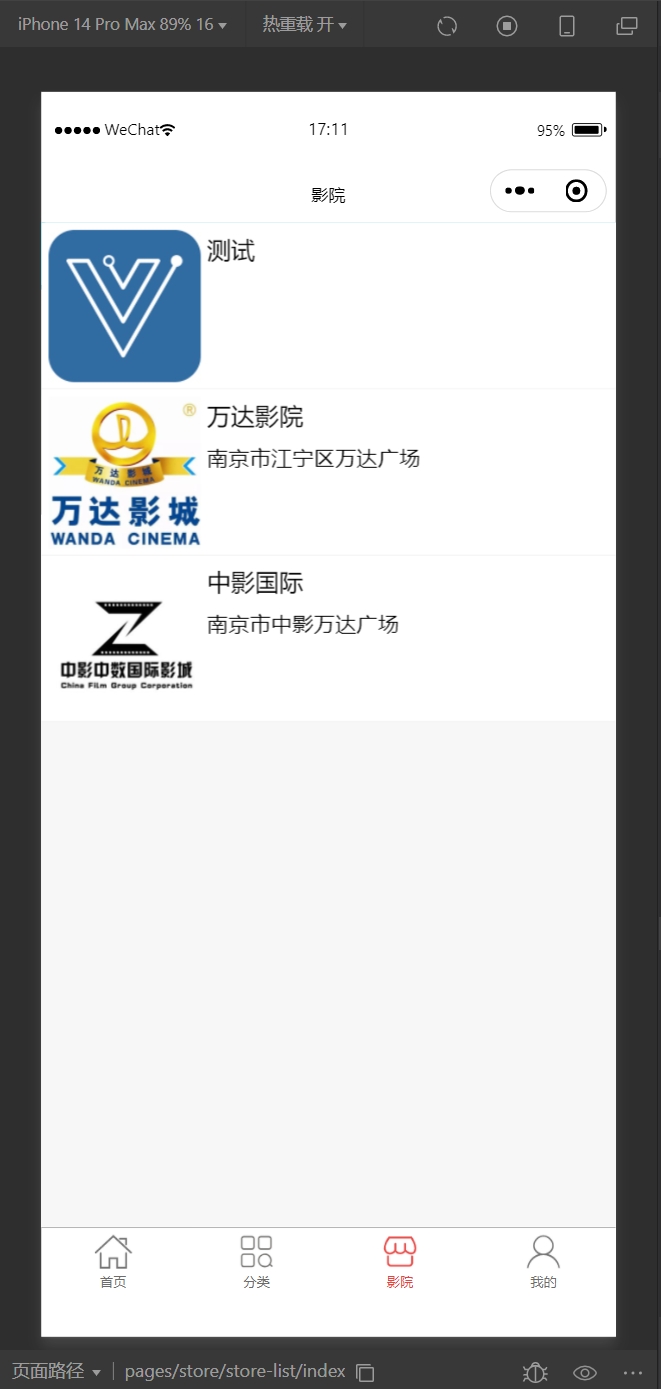 iPhone 14 Pro Max 89% 16 热重载 开
WeChat 17:11 95%
影院
测试
®
万达影院
南京市江宁区万达广场
万达影城
WANDA CINEMA
万达影城
WANDA CINEMA
中影国际
南京市中影万达广场
中影中数国际影城
China Film Group Corporation
首页 分类 影院 我的
页面路径 pages/store/store-list/index